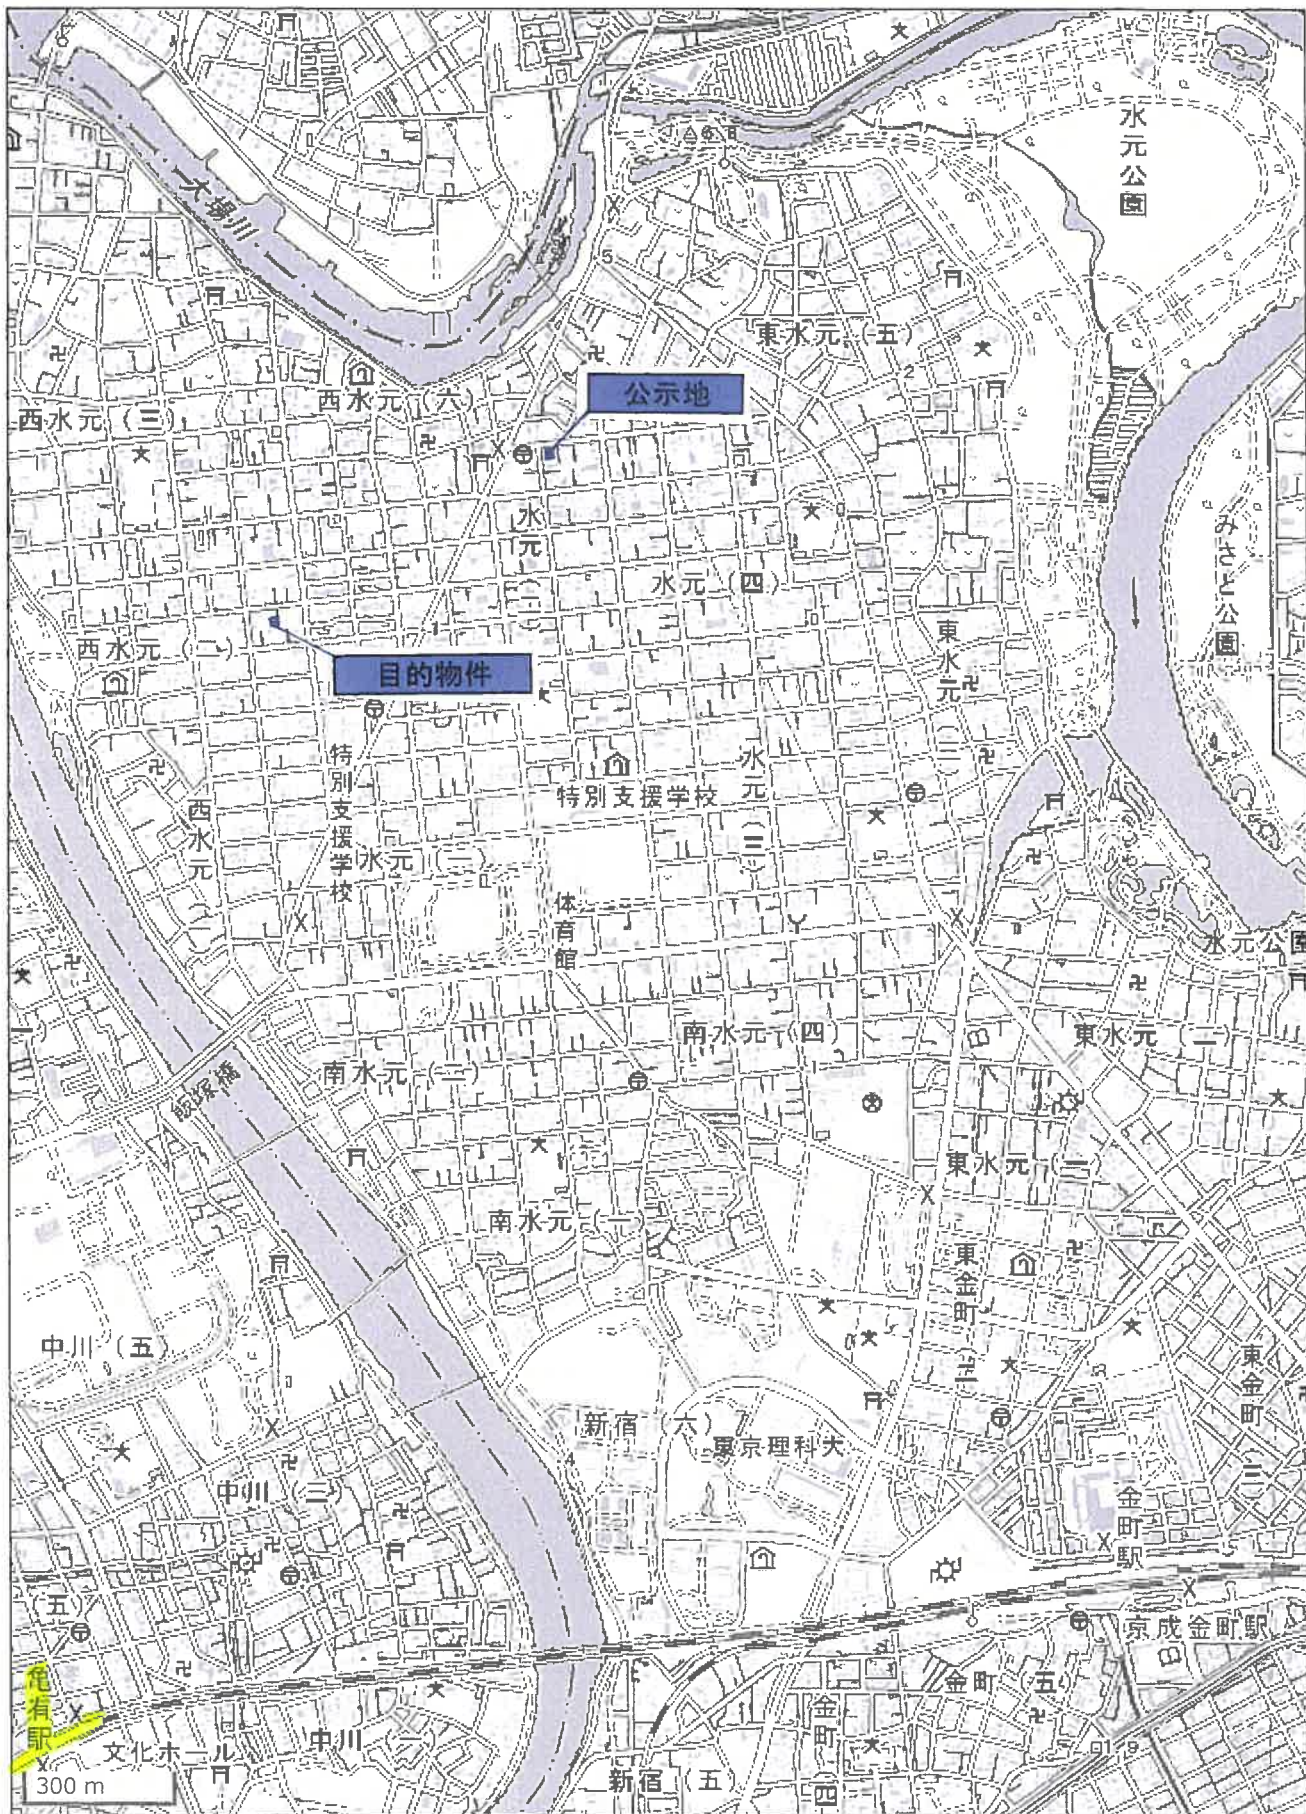 水元公園
大場川
5
東水元(五)
2
公示地
西水元(六)
西水元(三)
水元(二)
水元(四)
みさと公園
東水元
西水元(二)
目的物件
特別支援学校
水元(三)
特別支援学校
西水元
水元(一)
体育館
水元公園
南水元(四)
東水元(二)
南水元(二)
飯塚橋
東水元(一)
南水元(一)
東金町
中川(五)
東金町(三)
新宿(六)
東京理科大
4
中川(三)
金町駅
(五)
京成金町駅
亀有駅
金町(五)
金町(四)
文化ホール
中川(一)
新宿(五)
300 m